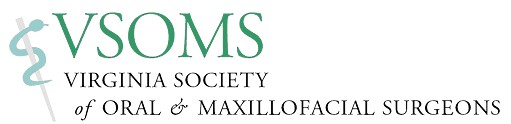 VSOMS
VIRGINIA SOCIETY
of ORAL & MAXILLOFACIAL SURGEONS